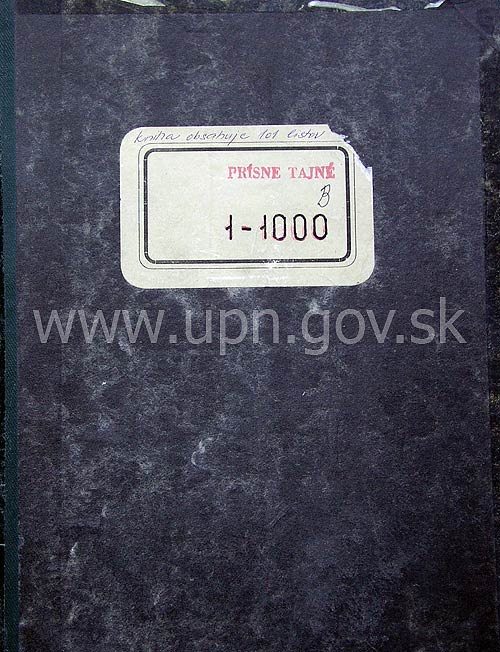 kniha obsahuje 101 listov
PRÍSNE TAJNÉ
B
1-1000
www.upn.gov.sk